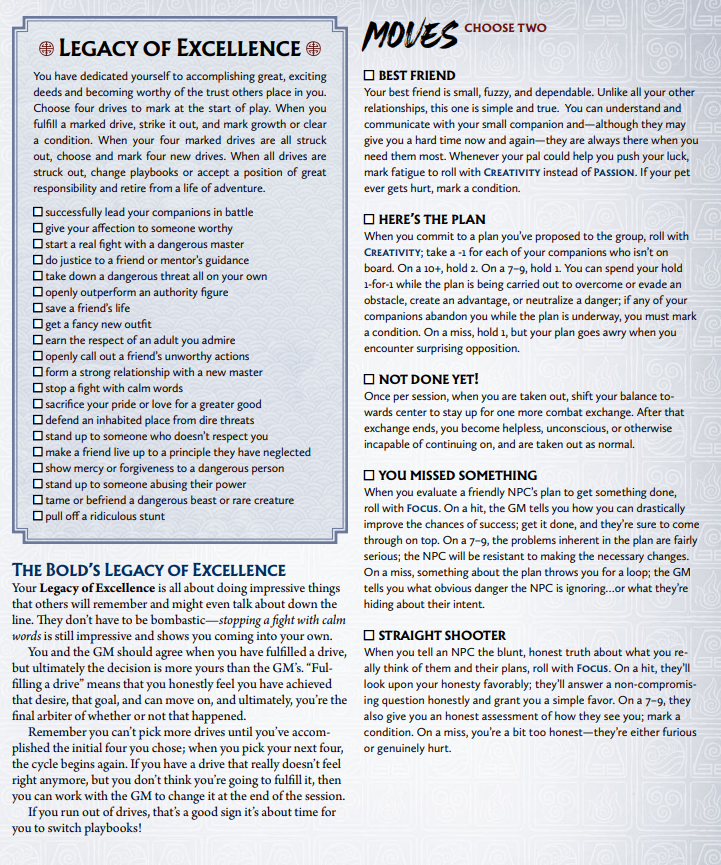 LEGACY OF EXCELLENCE
You have dedicated yourself to accomplishing great, exciting
deeds and becoming worthy of the trust others place in you.
Choose four drives to mark at the start of play. When you
fulfill a marked drive, strike it out, and mark growth or clear
a condition. When your four marked drives are all struck
out, choose and mark four new drives. When all drives are
struck out, change playbooks or accept a position of great
responsibility and retire from a life of adventure.
☐ successfully lead your companions in battle
☐ give your affection to someone worthy
☐ start a real fight with a dangerous master
☐ do justice to a friend or mentor's guidance
☐ take down a dangerous threat all on your own
☐ openly outperform an authority figure
☐ save a friend's life
☐ get a fancy new outfit
☐ earn the respect of an adult you admire
☐ openly call out a friend's unworthy actions
☐ form a strong relationship with a new master
☐ stop a fight with calm words
☐ sacrifice your pride or love for a greater good
☐ defend an inhabited place from dire threats
☐ stand up to someone who doesn't respect you
☐ make a friend live up to a principle they have neglected
☐ show mercy or forgiveness to a dangerous person
☐ stand up to someone abusing their power
☐ tame or befriend a dangerous beast or rare creature
☐ pull off a ridiculous stunt
THE BOLD'S LEGACY OF EXCELLENCE
Your Legacy of Excellence is all about doing impressive things
that others will remember and might even talk about down the
line. They don't have to be bombastic—stopping a fight with calm
words is still impressive and shows you coming into your own.
You and the GM should agree when you have fulfilled a drive,
but ultimately the decision is more yours than the GM's. "Ful-
filling a drive" means that you honestly feel you have achieved
that desire, that goal, and can move on, and ultimately, you're the
final arbiter of whether or not that happened.
Remember you can't pick more drives until you've accom-
plished the initial four you chose; when you pick your next four,
the cycle begins again. If you have a drive that really doesn't feel
right anymore, but you don't think you're going to fulfill it, then
you can work with the GM to change it at the end of the session.
If you run out of drives, that's a good sign it's about time for
you to switch playbooks!
MOVES CHOOSE TWO
☐ BEST FRIEND
Your best friend is small, fuzzy, and dependable. Unlike all your other
relationships, this one is simple and true. You can understand and
communicate with your small companion and—although they may
give you a hard time now and again—they are always there when you
need them most. Whenever your pal could help you push your luck,
mark fatigue to roll with CREATIVITY instead of PASSION. If your pet
ever gets hurt, mark a condition.
☐ HERE'S THE PLAN
When you commit to a plan you've proposed to the group, roll with
CREATIVITY; take a -1 for each of your companions who isn't on
board. On a 10+, hold 2. On a 7–9, hold 1. You can spend your hold
1-for-1 while the plan is being carried out to overcome or evade an
obstacle, create an advantage, or neutralize a danger; if any of your
companions abandon you while the plan is underway, you must mark
a condition. On a miss, hold 1, but your plan goes awry when you
encounter surprising opposition.
☐ NOT DONE YET!
Once per session, when you are taken out, shift your balance to-
wards center to stay up for one more combat exchange. After that
exchange ends, you become helpless, unconscious, or otherwise
incapable of continuing on, and are taken out as normal.
☐ YOU MISSED SOMETHING
When you evaluate a friendly NPC's plan to get something done,
roll with FOCUS. On a hit, the GM tells you how you can drastically
improve the chances of success; get it done, and they're sure to come
through on top. On a 7–9, the problems inherent in the plan are fairly
serious; the NPC will be resistant to making the necessary changes.
On a miss, something about the plan throws you for a loop; the GM
tells you what obvious danger the NPC is ignoring...or what they're
hiding about their intent.
☐ STRAIGHT SHOOTER
When you tell an NPC the blunt, honest truth about what you re-
ally think of them and their plans, roll with FOCUS. On a hit, they'll
look upon your honesty favorably; they'll answer a non-compromis-
ing question honestly and grant you a simple favor. On a 7–9, they
also give you an honest assessment of how they see you; mark a
condition. On a miss, you're a bit too honest—they're either furious
or genuinely hurt.